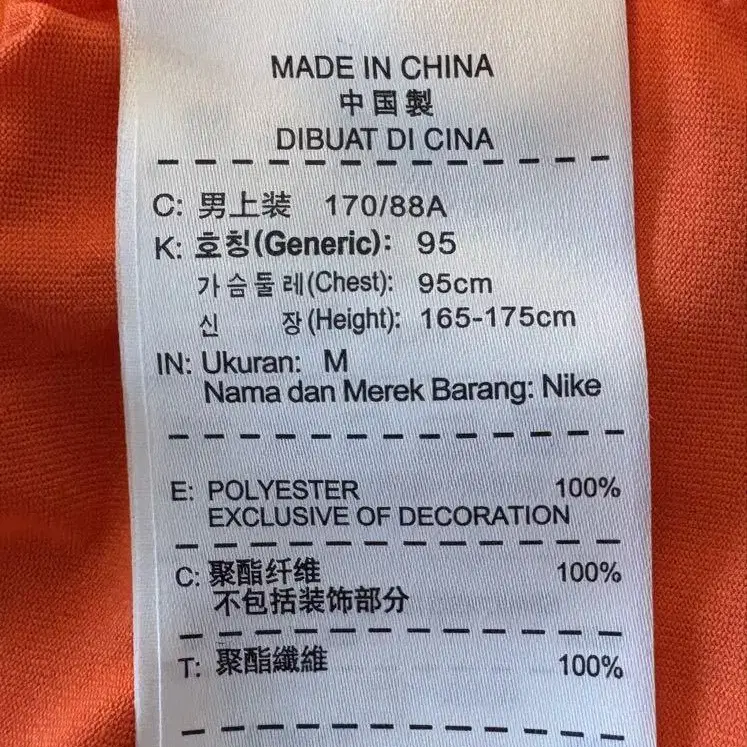 MADE IN CHINA
中国製
DIBUAT DI CINA
C: 男上装 170/88A
K: 호칭(Generic): 95
가슴둘레(Chest): 95cm
신 장(Height): 165-175cm
IN: Ukuran: M
Nama dan Merek Barang: Nike
E: POLYESTER 100%
EXCLUSIVE OF DECORATION
C: 聚酯纤维 100%
不包括装饰部分
T: 聚酯纖維 100%